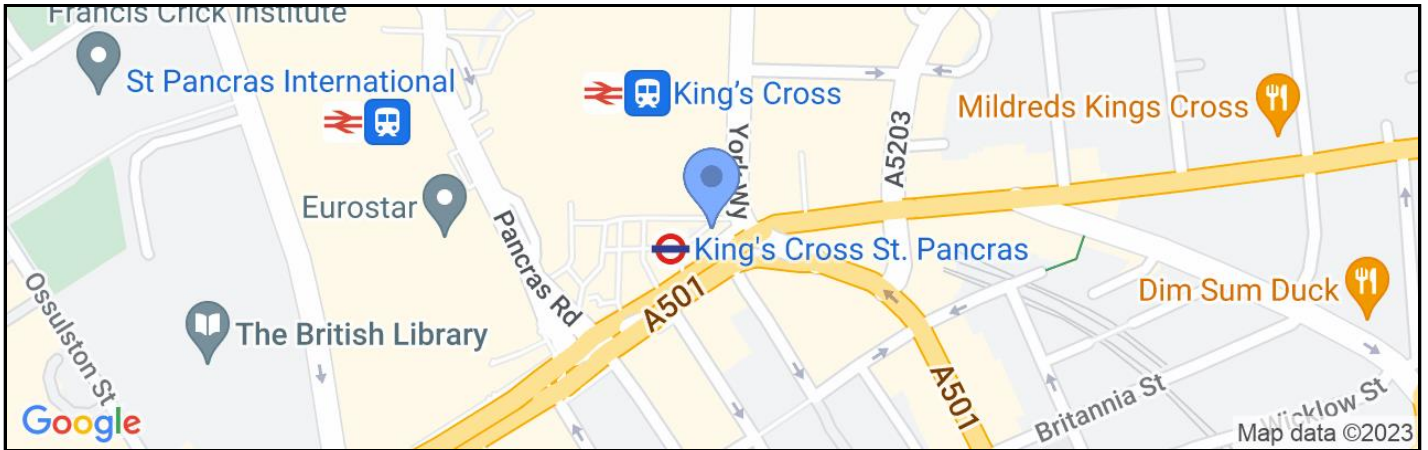 Francis Crick Institute
St Pancras International
King's Cross
Mildreds Kings Cross
York Wy
A5203
Eurostar
Pancras Rd
King's Cross St. Pancras
A501
Dim Sum Duck
Ossulston St
The British Library
A501
Britannia St
Wicklow St
Google
Map data ©2023